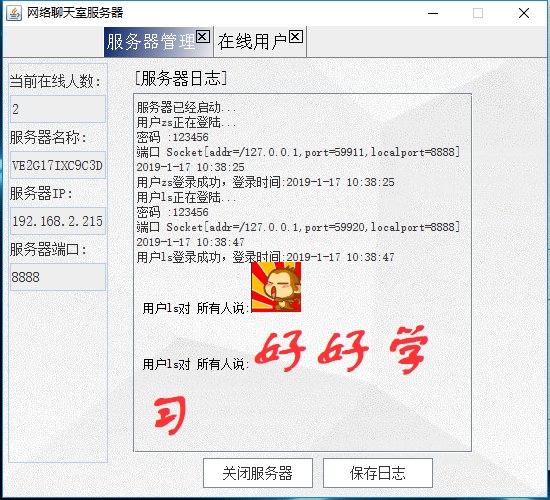 网络聊天室服务器
服务器管理 在线用户
当前在线人数:
2
服务器名称:
VE2G17IXC9C3D
服务器IP:
192.168.2.215
服务器端口:
8888
[服务器日志]
服务器已经启动...
用户zs正在登陆...
密码 :123456
端口 Socket[addr=/127.0.0.1,port=59911,localport=8888]
2019-1-17 10:38:25
用户zs登录成功，登录时间:2019-1-17 10:38:25
用户ls正在登陆...
密码 :123456
端口 Socket[addr=/127.0.0.1,port=59920,localport=8888]
2019-1-17 10:38:47
用户ls登录成功，登录时间:2019-1-17 10:38:47
用户ls对 所有人说:
用户ls对 所有人说:好好学
习
关闭服务器 保存日志